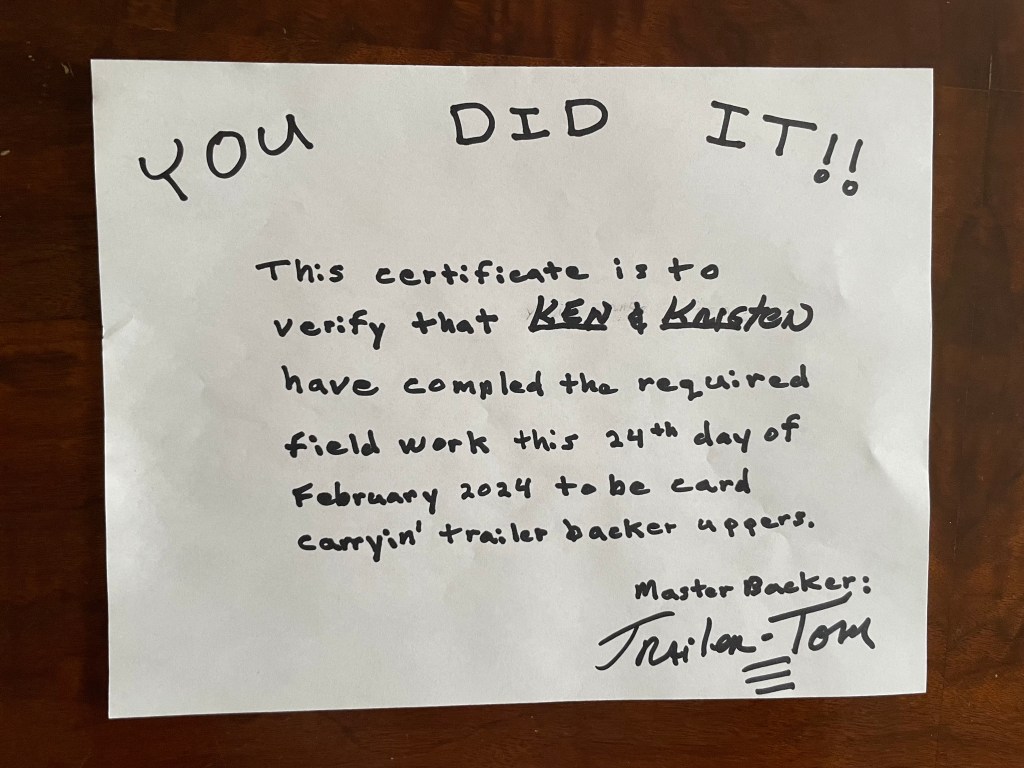 YOU DID IT!!
This certificate is to
verify that KEN & KRISTEN
have compled the required
field work this 24th day of
February 2024 to be card
carryin' trailer backer uppers.
Master Backer:
Trailer-Tom